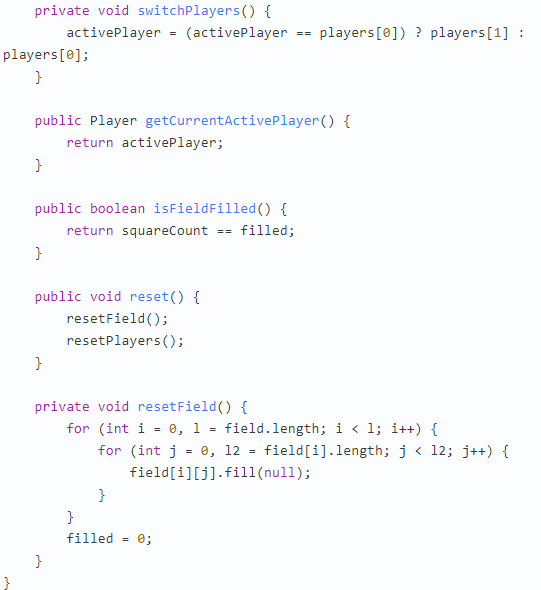 private void switchPlayers() {
        activePlayer = (activePlayer == players[0]) ? players[1] :
players[0];
    }

    public Player getCurrentActivePlayer() {
        return activePlayer;
    }

    public boolean isFieldFilled() {
        return squareCount == filled;
    }

    public void reset() {
        resetField();
        resetPlayers();
    }

    private void resetField() {
        for (int i = 0, l = field.length; i < l; i++) {
            for (int j = 0, l2 = field[i].length; j < l2; j++) {
                field[i][j].fill(null);
            }
        }
        filled = 0;
    }
}